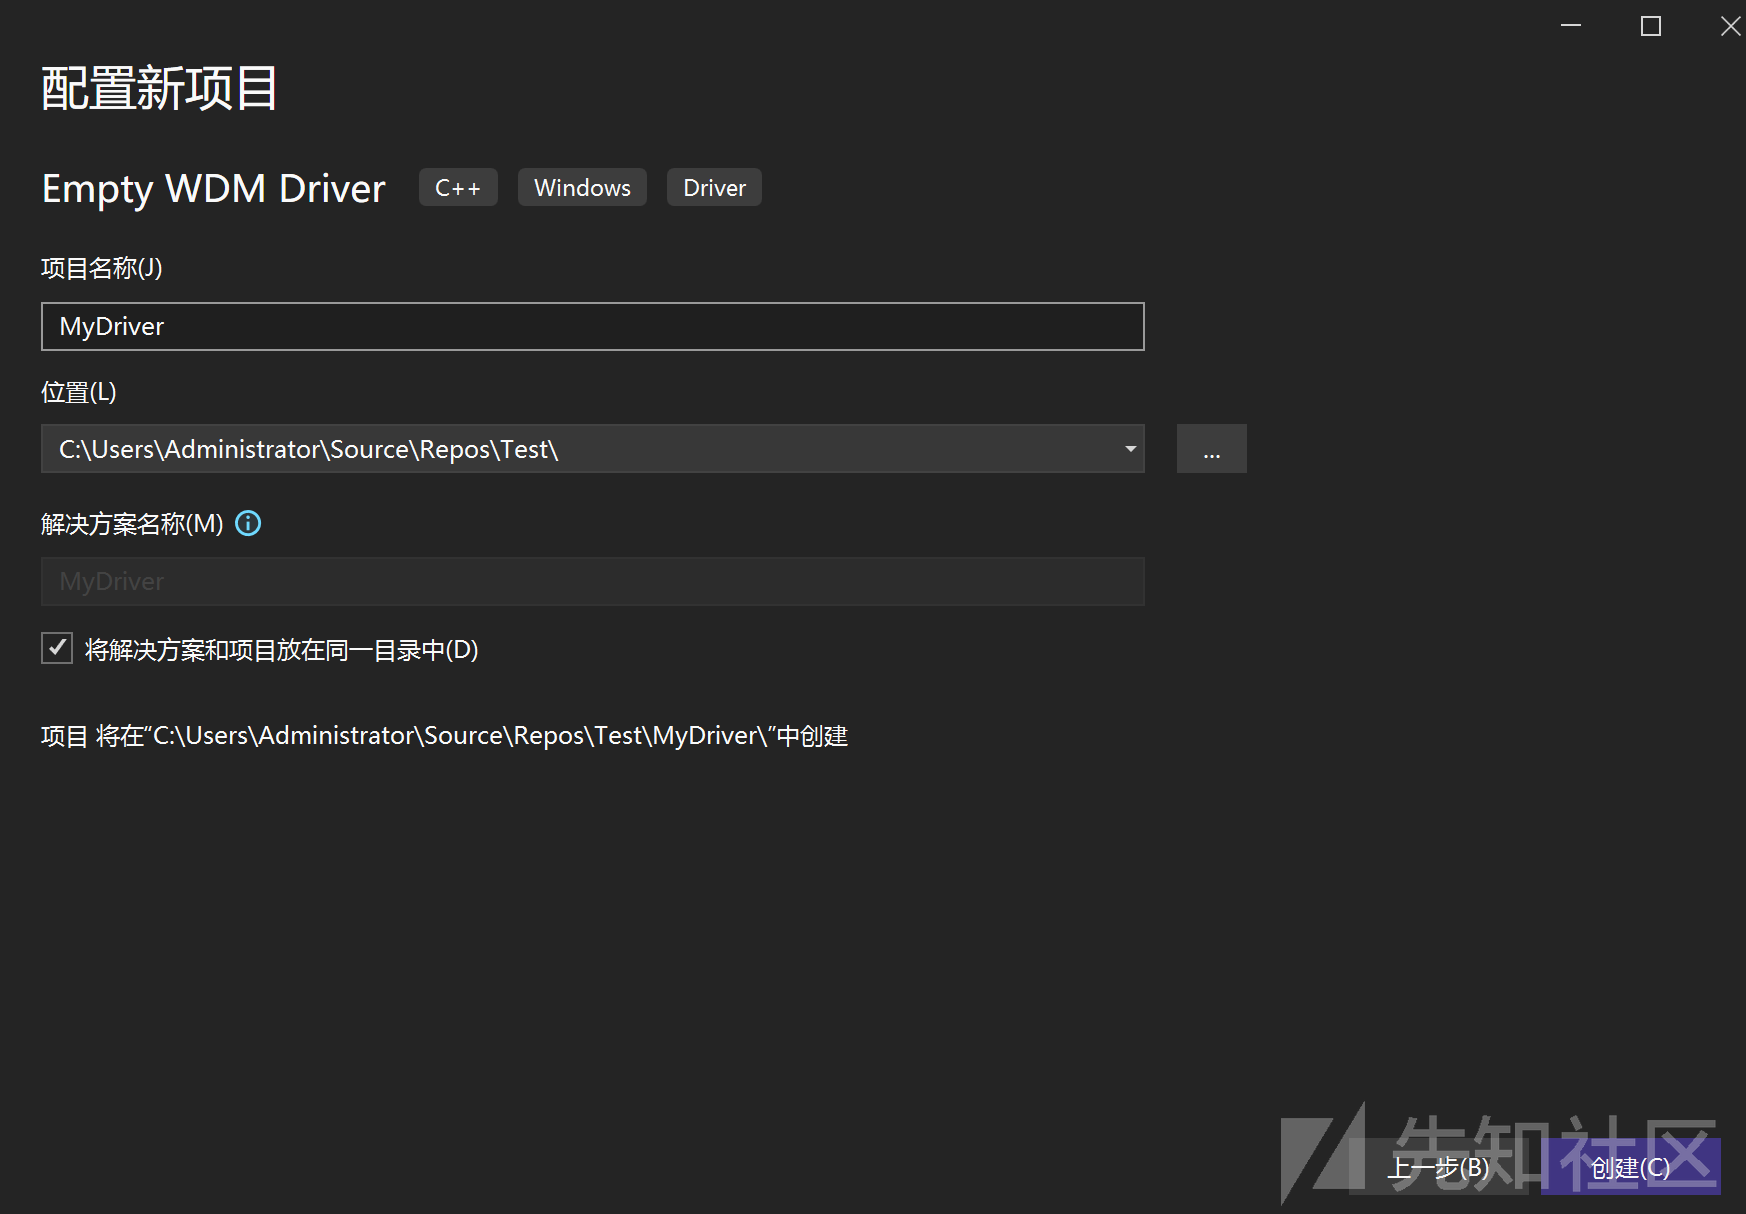 配置新项目
Empty WDM Driver C++ Windows Driver
项目名称(J)
MyDriver
位置(L)
C:\Users\Administrator\Source\Repos\Test\
...
解决方案名称(M)
MyDriver
将解决方案和项目放在同一目录中(D)
项目 将在“C:\Users\Administrator\Source\Repos\Test\MyDriver\”中创建
先知社区
上一步(B) 创建(C)